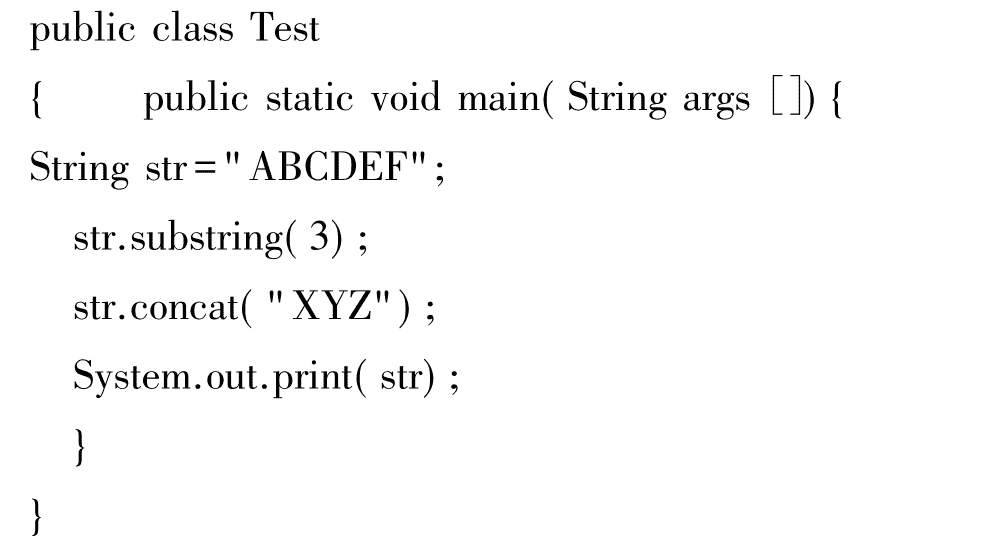 public class Test
{ public static void main( String args []) {
String str="ABCDEF";
str.substring( 3) ;
str.concat( "XYZ") ;
System.out.print( str) ;
}
}